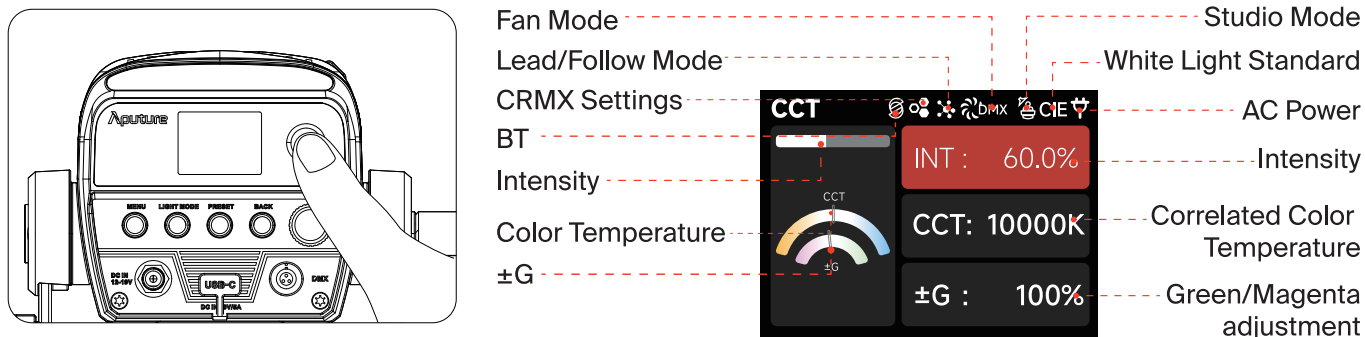 Aputure
MENU
LIGHT MODE
PRESET
BACK
DC IN
12-19V
USB-C
DMX
Fan Mode
Lead/Follow Mode
CRMX Settings
BT
Intensity
Color Temperature
±G
CCT
DMX
CIE
INT : 60.0%
CCT
±G
CCT: 10000K
±G : 100%
Studio Mode
White Light Standard
AC Power
Intensity
Correlated Color
Temperature
Green/Magenta
adjustment